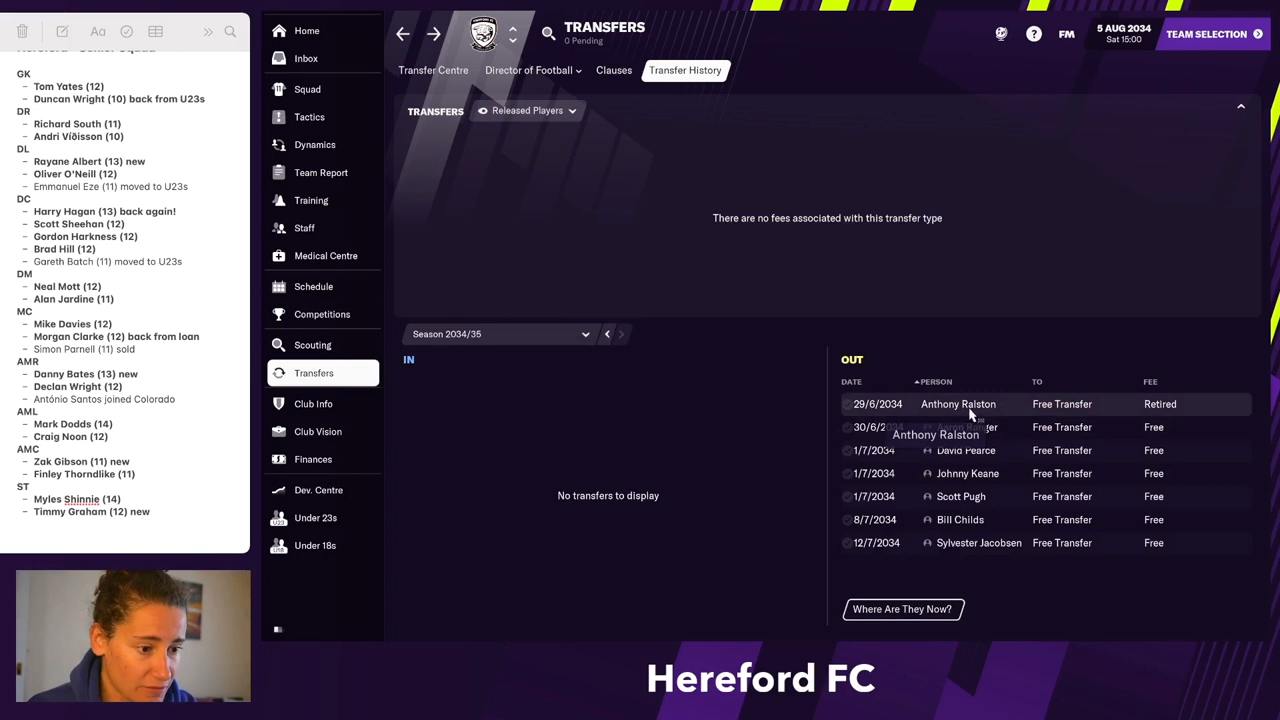 Hereford - Senior Squad
GK
- Tom Yates (12)
- Duncan Wright (10) back from U23s
DR
- Richard South (11)
- Andri Víðisson (10)
DL
- Rayane Albert (13) new
- Oliver O'Neill (12)
- Emmanuel Eze (11) moved to U23s
DC
- Harry Hagan (13) back again!
- Scott Sheehan (12)
- Gordon Harkness (12)
- Brad Hill (12)
- Gareth Batch (11) moved to U23s
DM
- Neal Mott (12)
- Alan Jardine (11)
MC
- Mike Davies (12)
- Morgan Clarke (12) back from loan
- Simon Parnell (11) sold
AMR
- Danny Bates (13) new
- Declan Wright (12)
- António Santos joined Colorado
AML
- Mark Dodds (14)
- Craig Noon (12)
AMC
- Zak Gibson (11) new
- Finley Thorndlike (11)
ST
- Myles Shinnie (14)
- Timmy Graham (12) new
Aa
Home
Inbox
Squad
Tactics
Dynamics
Team Report
Training
Staff
Medical Centre
Schedule
Competitions
Scouting
Transfers
Club Info
Club Vision
Finances
Dev. Centre
Under 23s
Under 18s
TRANSFERS
0 Pending
FM
5 AUG 2034
Sat 15:00
TEAM SELECTION
Transfer Centre
Director of Football
Clauses
Transfer History
TRANSFERS
Released Players
There are no fees associated with this transfer type
Season 2034/35
IN
No transfers to display
OUT
DATE PERSON TO FEE
29/6/2034 Anthony Ralston Free Transfer Retired
30/6/2034 Free Transfer Free
Anthony Ralston
1/7/2034 David Pearce Free Transfer Free
1/7/2034 Johnny Keane Free Transfer Free
1/7/2034 Scott Pugh Free Transfer Free
8/7/2034 Bill Childs Free Transfer Free
12/7/2034 Sylvester Jacobsen Free Transfer Free
Where Are They Now?
Hereford FC